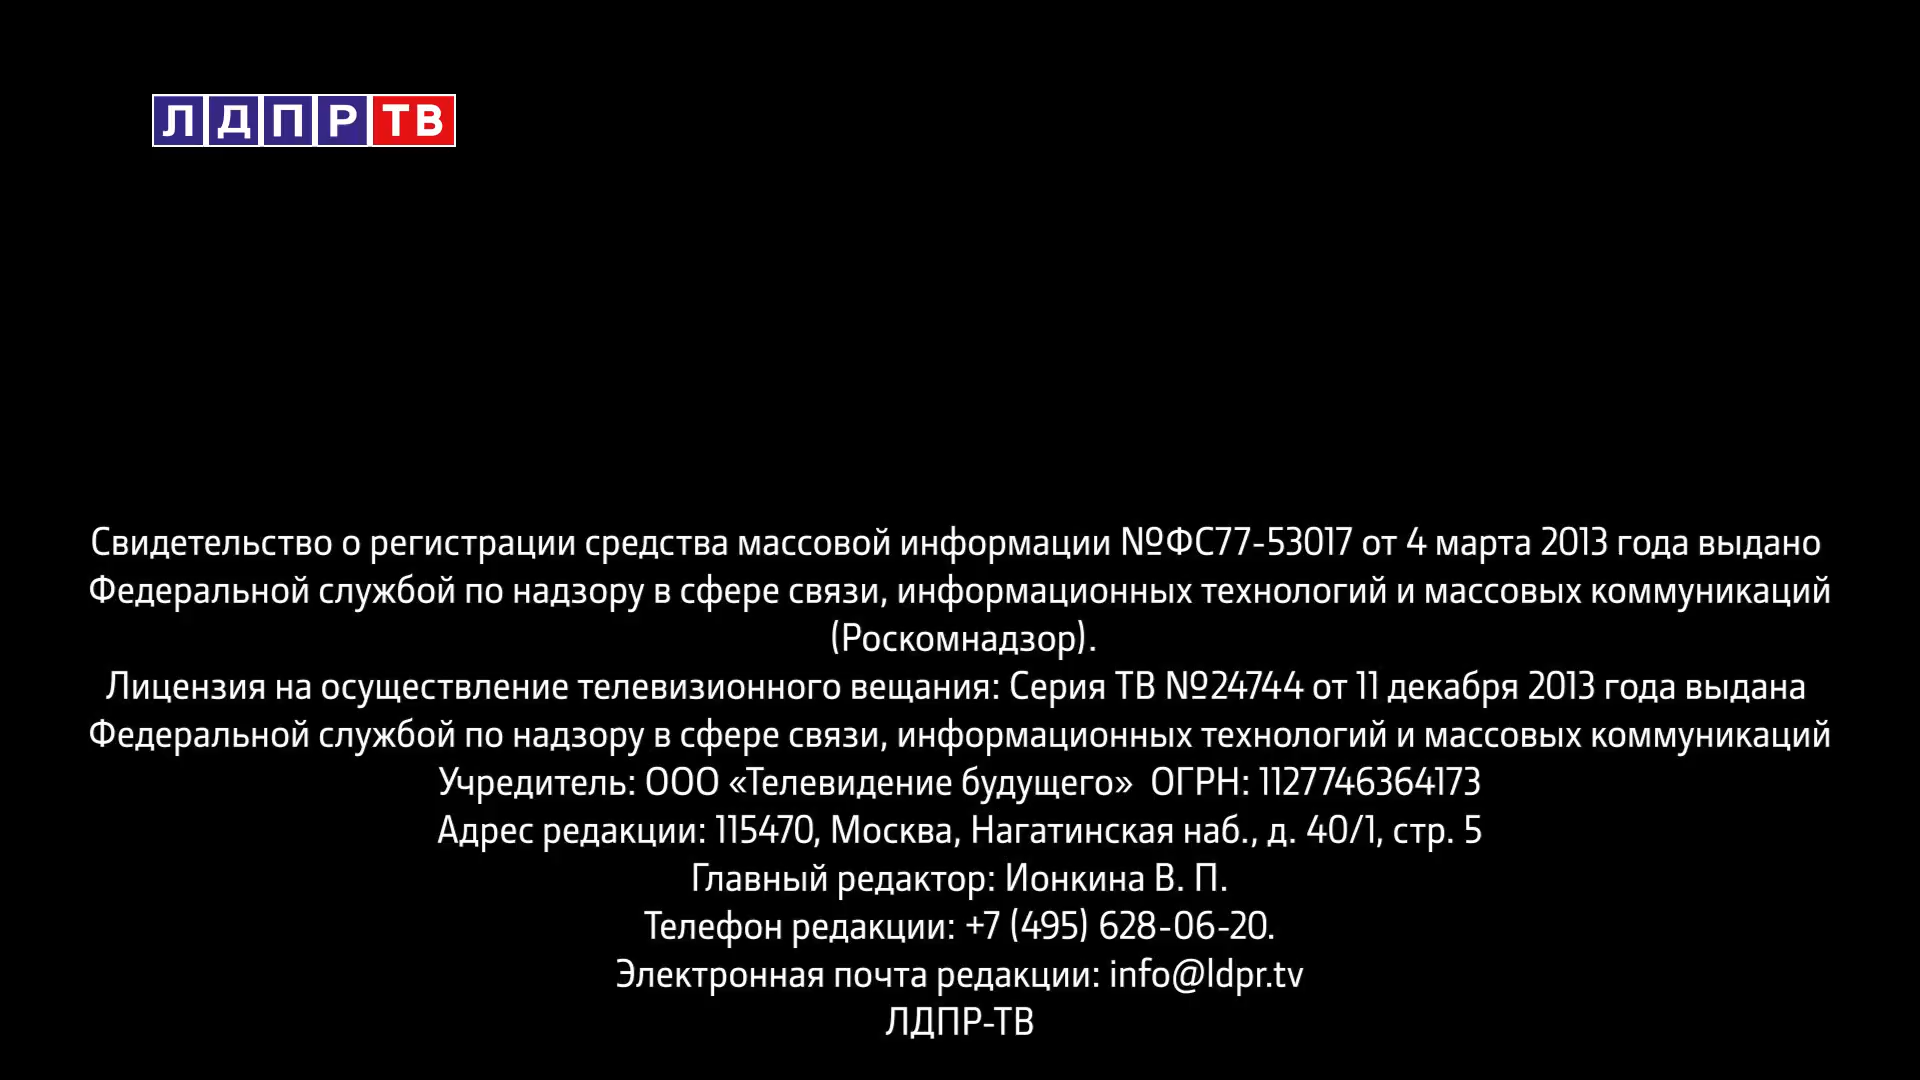 ЛДПР ТВ
Свидетельство о регистрации средства массовой информации №ФС77-53017 от 4 марта 2013 года выдано
Федеральной службой по надзору в сфере связи, информационных технологий и массовых коммуникаций
(Роскомнадзор).
Лицензия на осуществление телевизионного вещания: Серия ТВ №24744 от 11 декабря 2013 года выдана
Федеральной службой по надзору в сфере связи, информационных технологий и массовых коммуникаций
Учредитель: ООО «Телевидение будущего» ОГРН: 1127746364173
Адрес редакции: 115470, Москва, Нагатинская наб., д. 40/1, стр. 5
Главный редактор: Ионкина В. П.
Телефон редакции: +7 (495) 628-06-20.
Электронная почта редакции: info@ldpr.tv
ЛДПР-ТВ